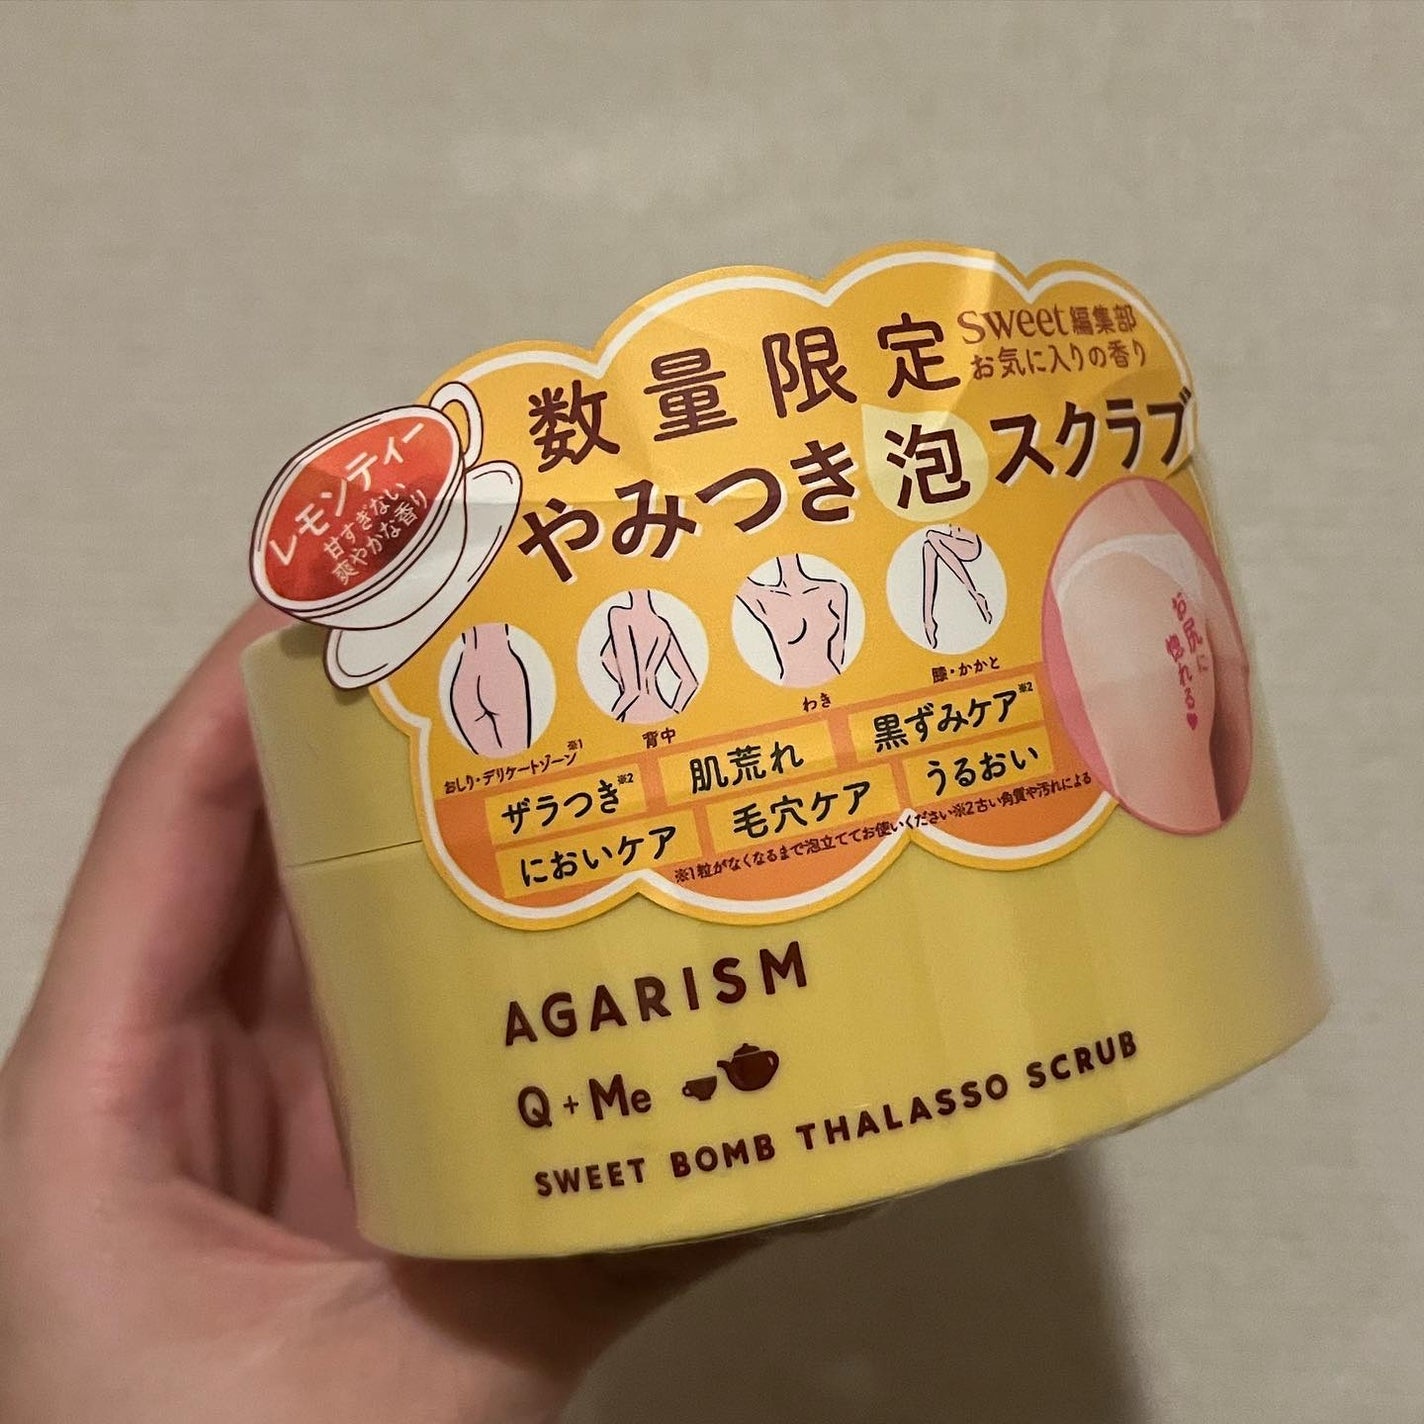 数量限定
sweet編集部
お気に入りの香り
やみつき泡スクラブ
レモンティー
甘すぎない
爽やかな香り
おしり・デリケートゾーン※1
背中
わき
膝・かかと
お尻に
惚れる♥
ザラつき※2
肌荒れ
黒ずみケア※2
においケア
毛穴ケア
うるおい
※1粒がなくなるまで泡立ててお使いください※2古い角質や汚れによる
AGARISM
Q+Me
SWEET BOMB THALASSO SCRUB